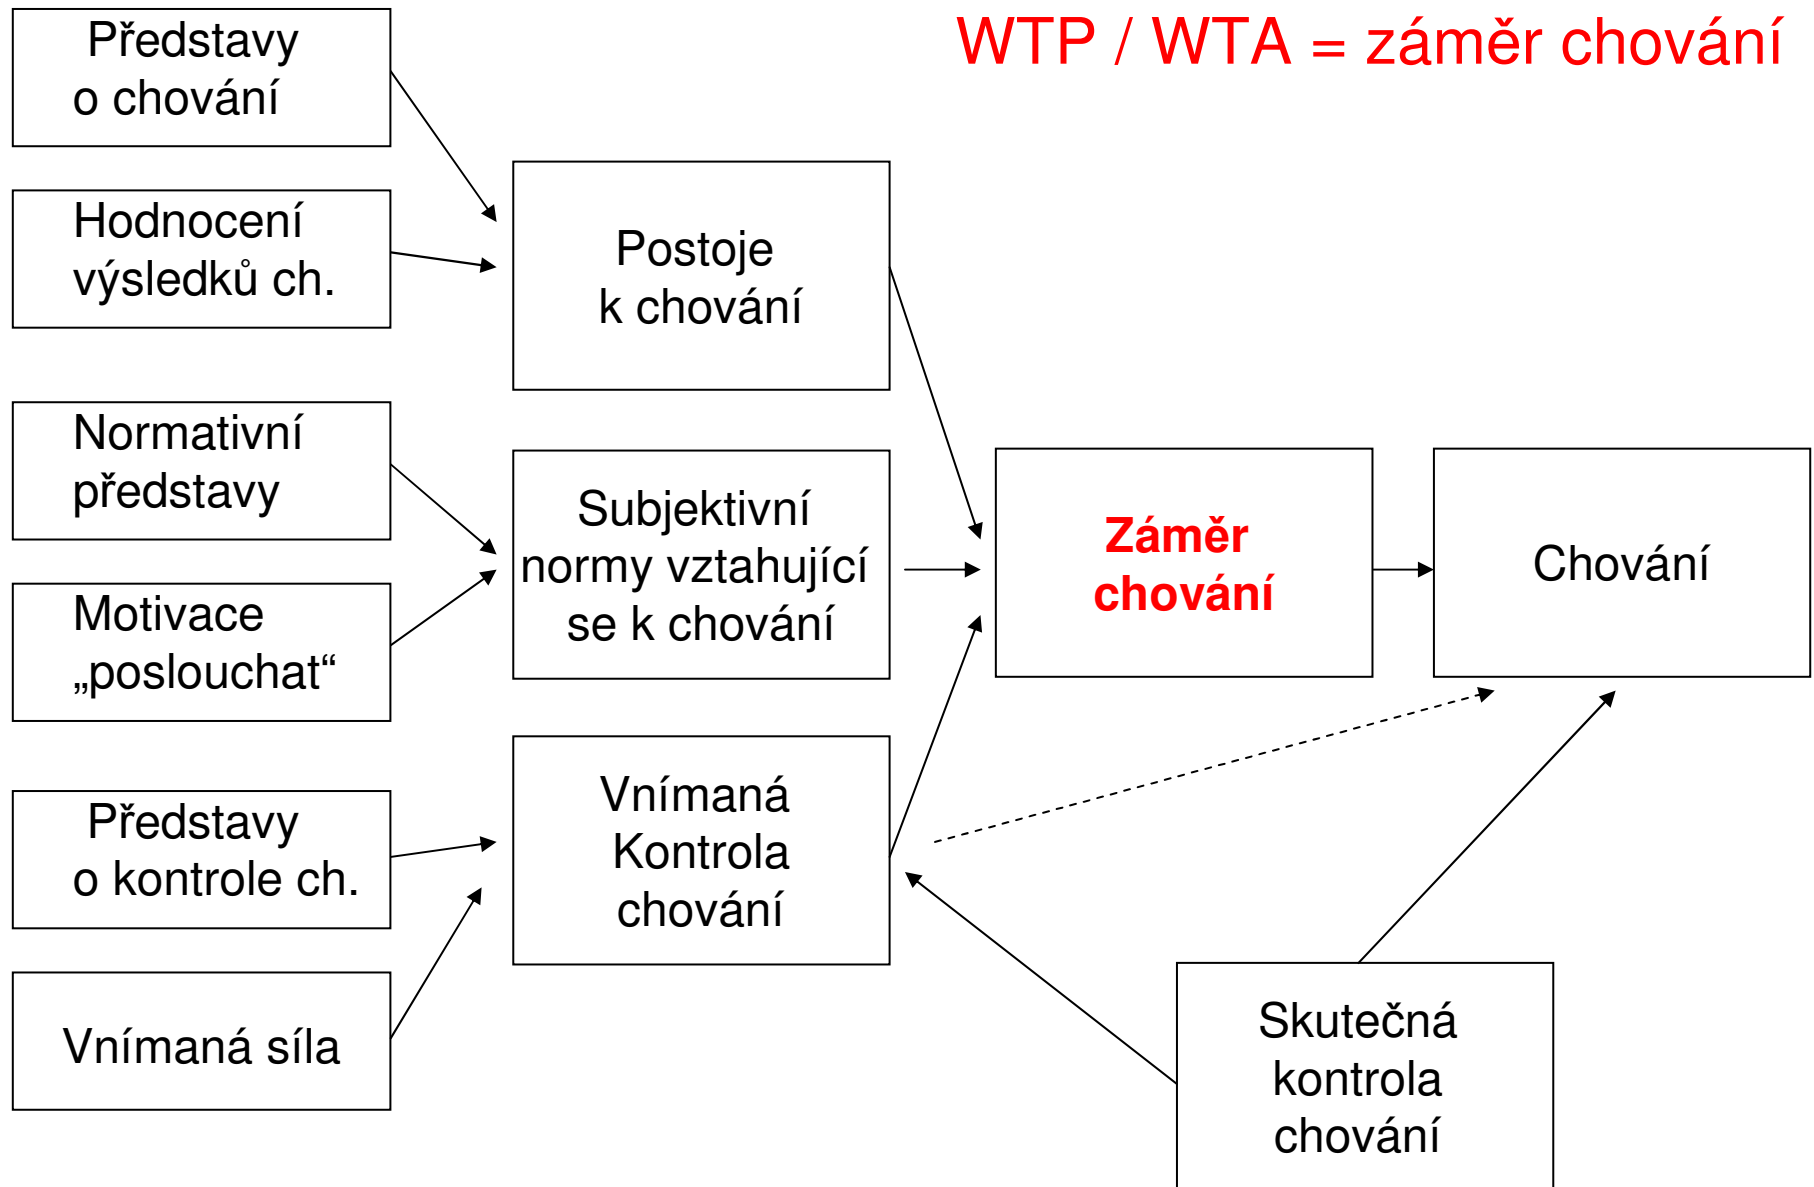 WTP / WTA = záměr chování
Představy
o chování
Hodnocení
výsledků ch.
Postoje
k chování
Normativní
představy
Motivace
„poslouchat“
Subjektivní
normy vztahující
se k chování
Záměr
chování
Chování
Představy
o kontrole ch.
Vnímaná síla
Vnímaná
Kontrola
chování
Skutečná
kontrola
chování